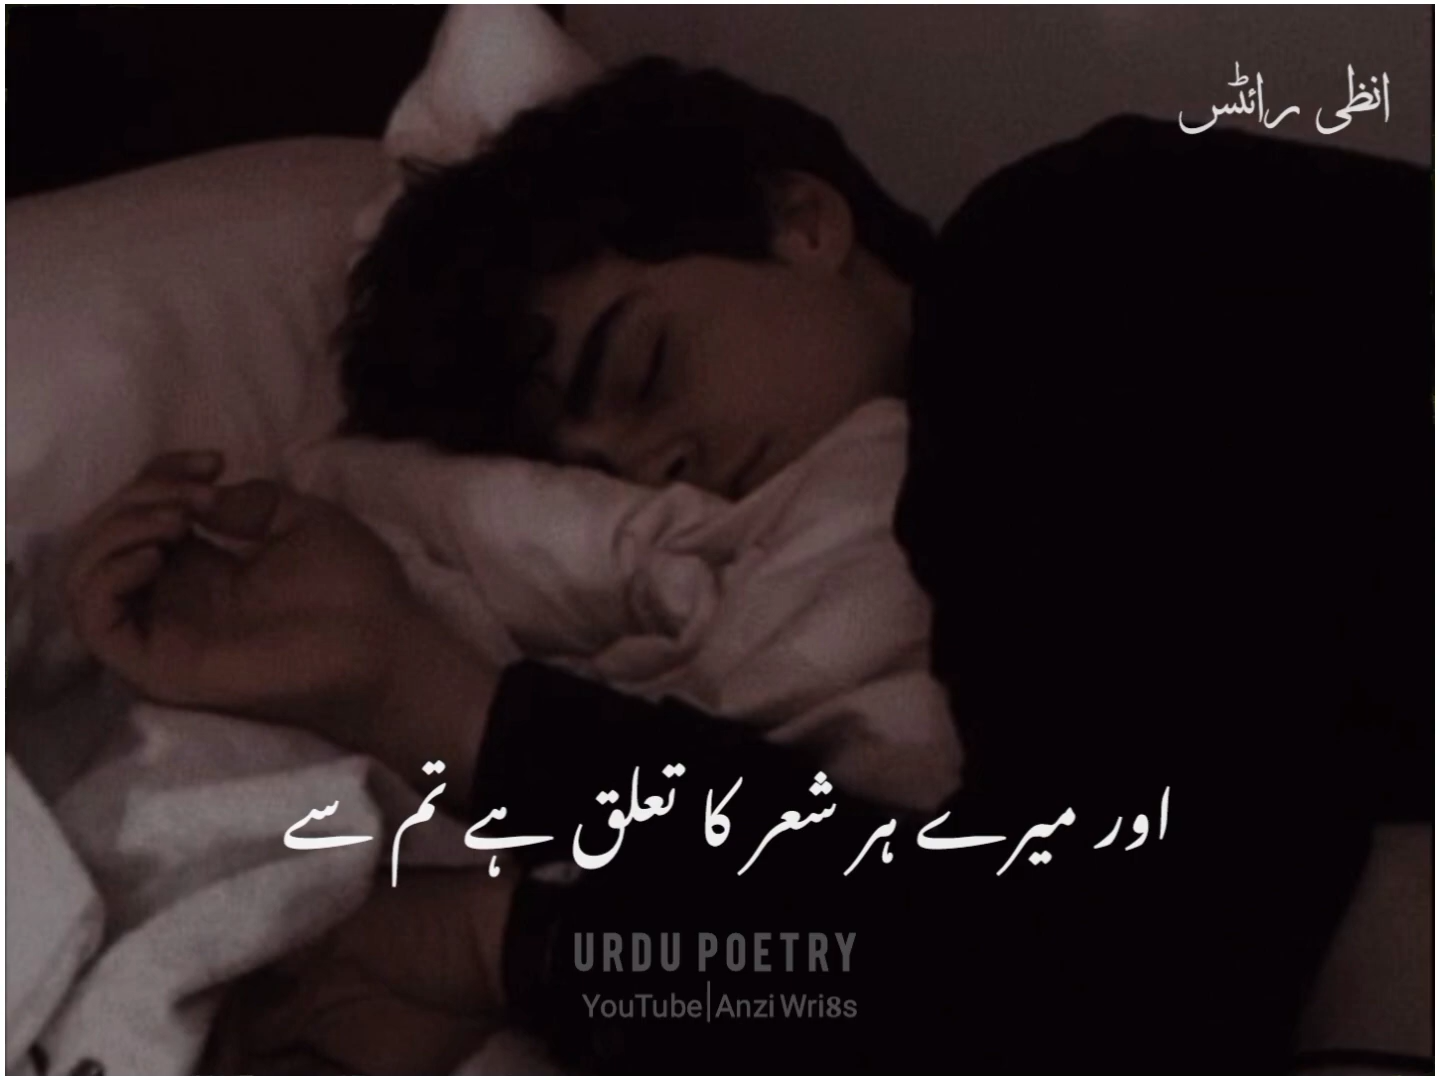 انظی رائٹس
اور میرے ہر شعر کا تعلق ہے تم سے
URDU POETRY
YouTube|Anzi Wri8s